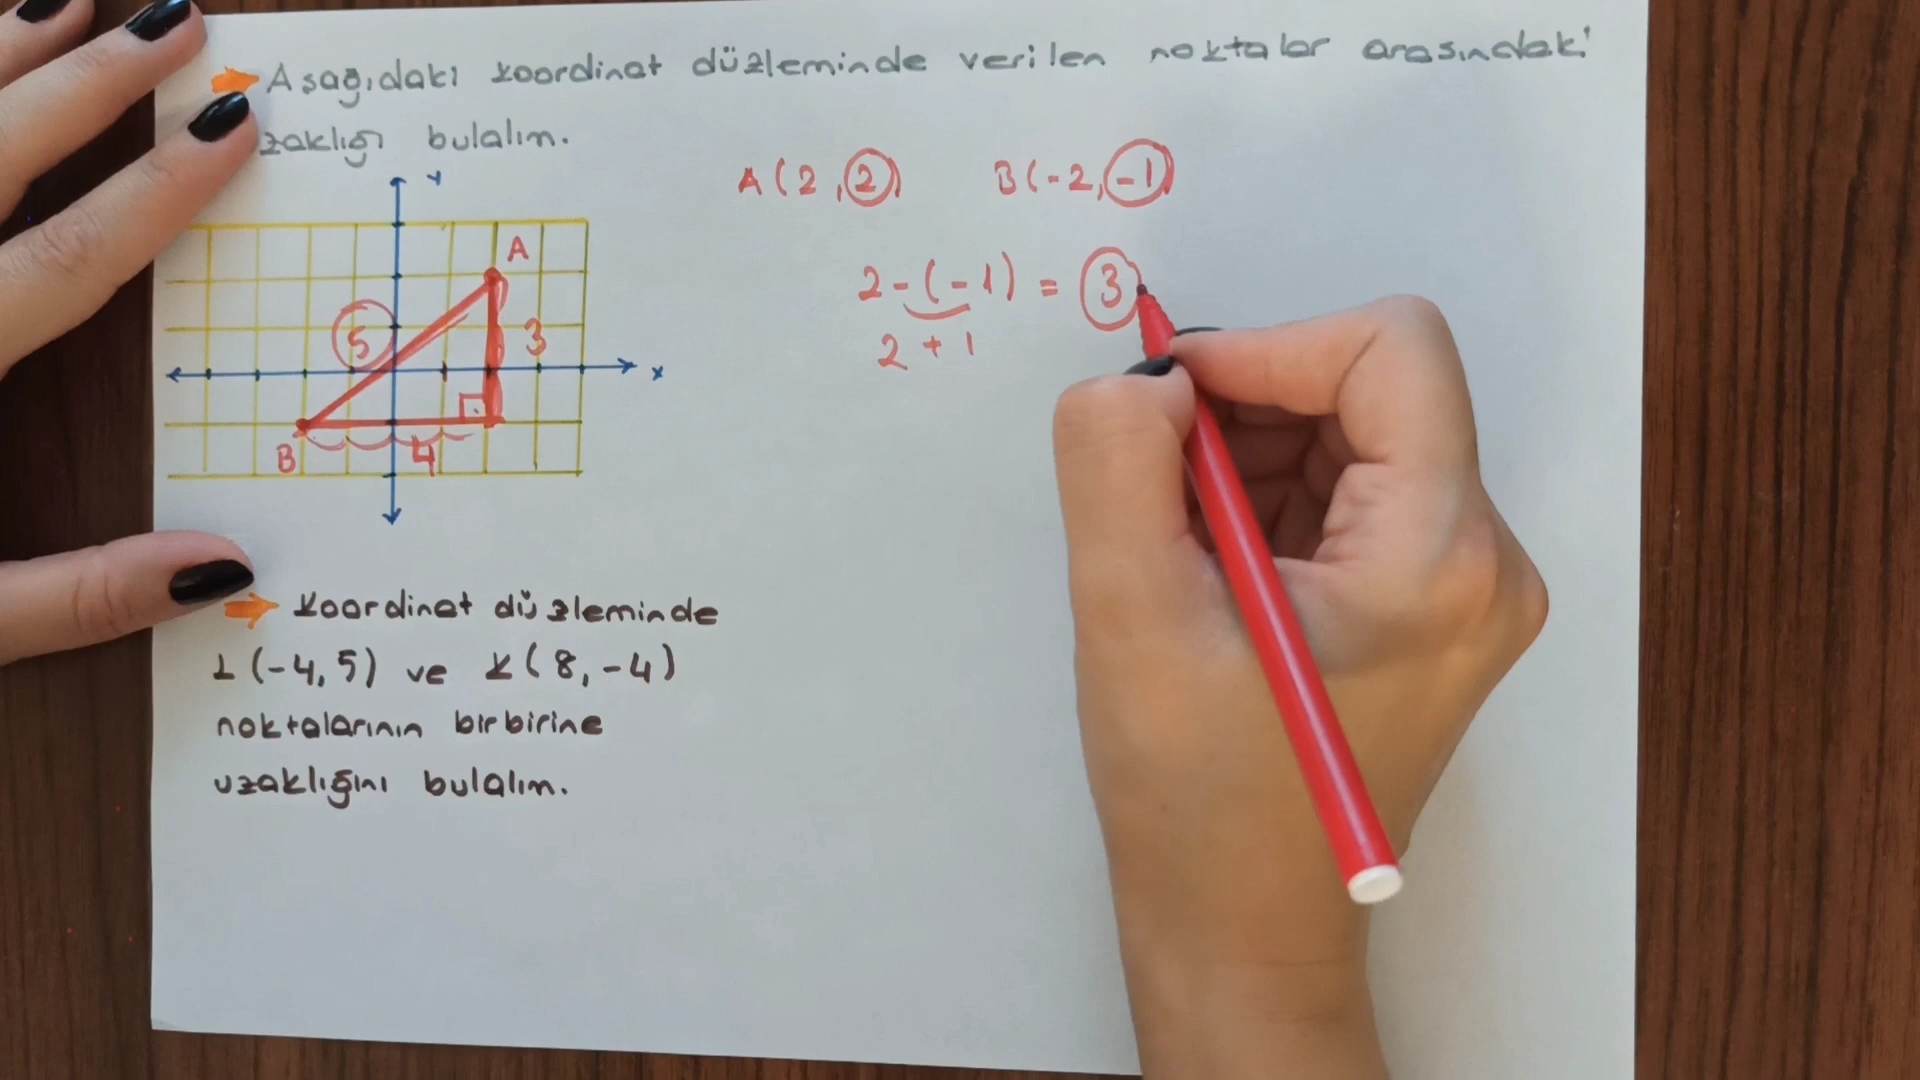 Aşağıdaki koordinat düzleminde verilen noktalar arasındaki
zaklığı bulalım.
A(2,2) B(-2,-1)
2-(-1) = 3
2 + 1
y
A
5
3
x
B
4
Koordinat düzleminde
L(-4,5) ve K(8,-4)
noktalarının birbirine
uzaklığını bulalım.